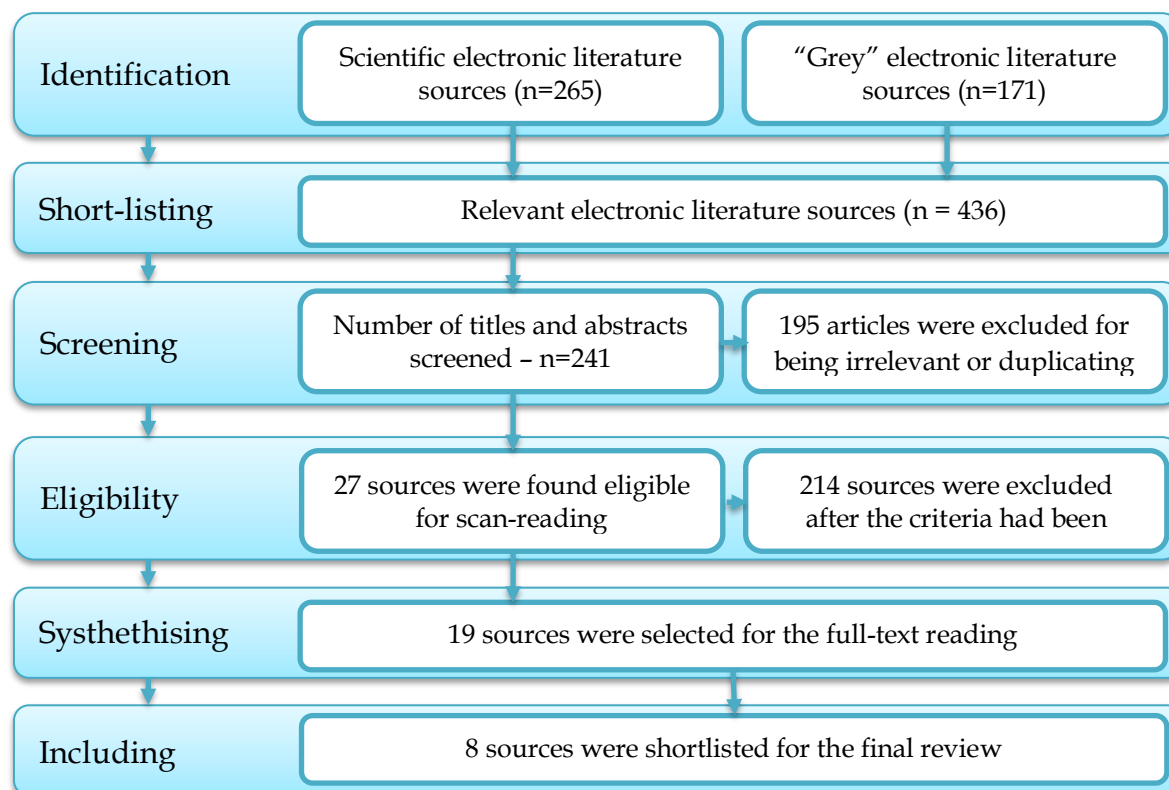 Identification
Scientific electronic literature
sources (n=265)
“Grey” electronic literature
sources (n=171)
Short-listing
Relevant electronic literature sources (n = 436)
Screening
Number of titles and abstracts
screened – n=241
195 articles were excluded for
being irrelevant or duplicating
Eligibility
27 sources were found eligible
for scan-reading
214 sources were excluded
after the criteria had been
Systhethising
19 sources were selected for the full-text reading
Including
8 sources were shortlisted for the final review